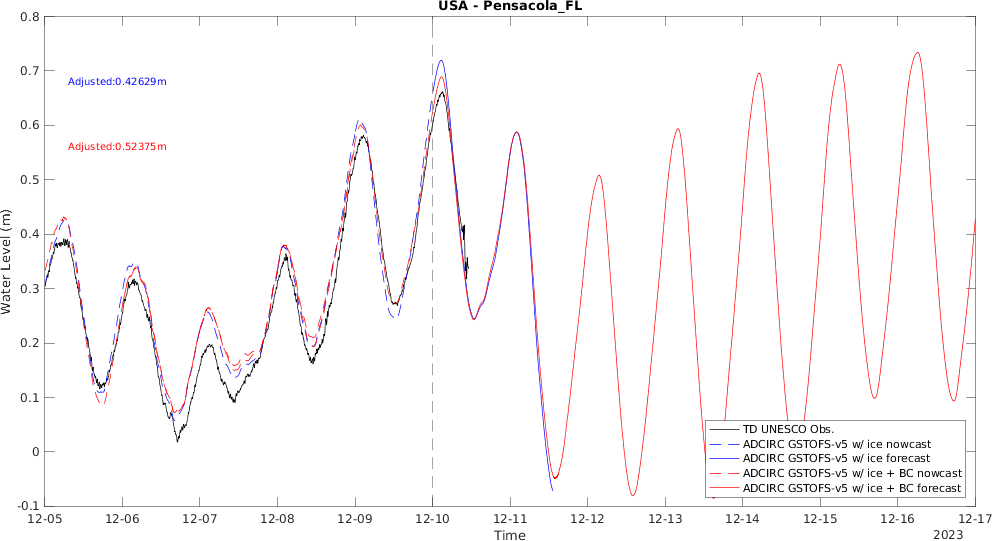 USA - Pensacola_FL
0.8
0.7
0.6
0.5
0.4
0.3
0.2
0.1
0
-0.1
Water Level (m)
Adjusted:0.42629m
Adjusted:0.52375m
TD UNESCO Obs.
ADCIRC GSTOFS-v5 w/ ice nowcast
ADCIRC GSTOFS-v5 w/ ice forecast
ADCIRC GSTOFS-v5 w/ ice + BC nowcast
ADCIRC GSTOFS-v5 w/ ice + BC forecast
12-05 12-06 12-07 12-08 12-09 12-10 12-11 12-12 12-13 12-14 12-15 12-16 12-17
Time
2023